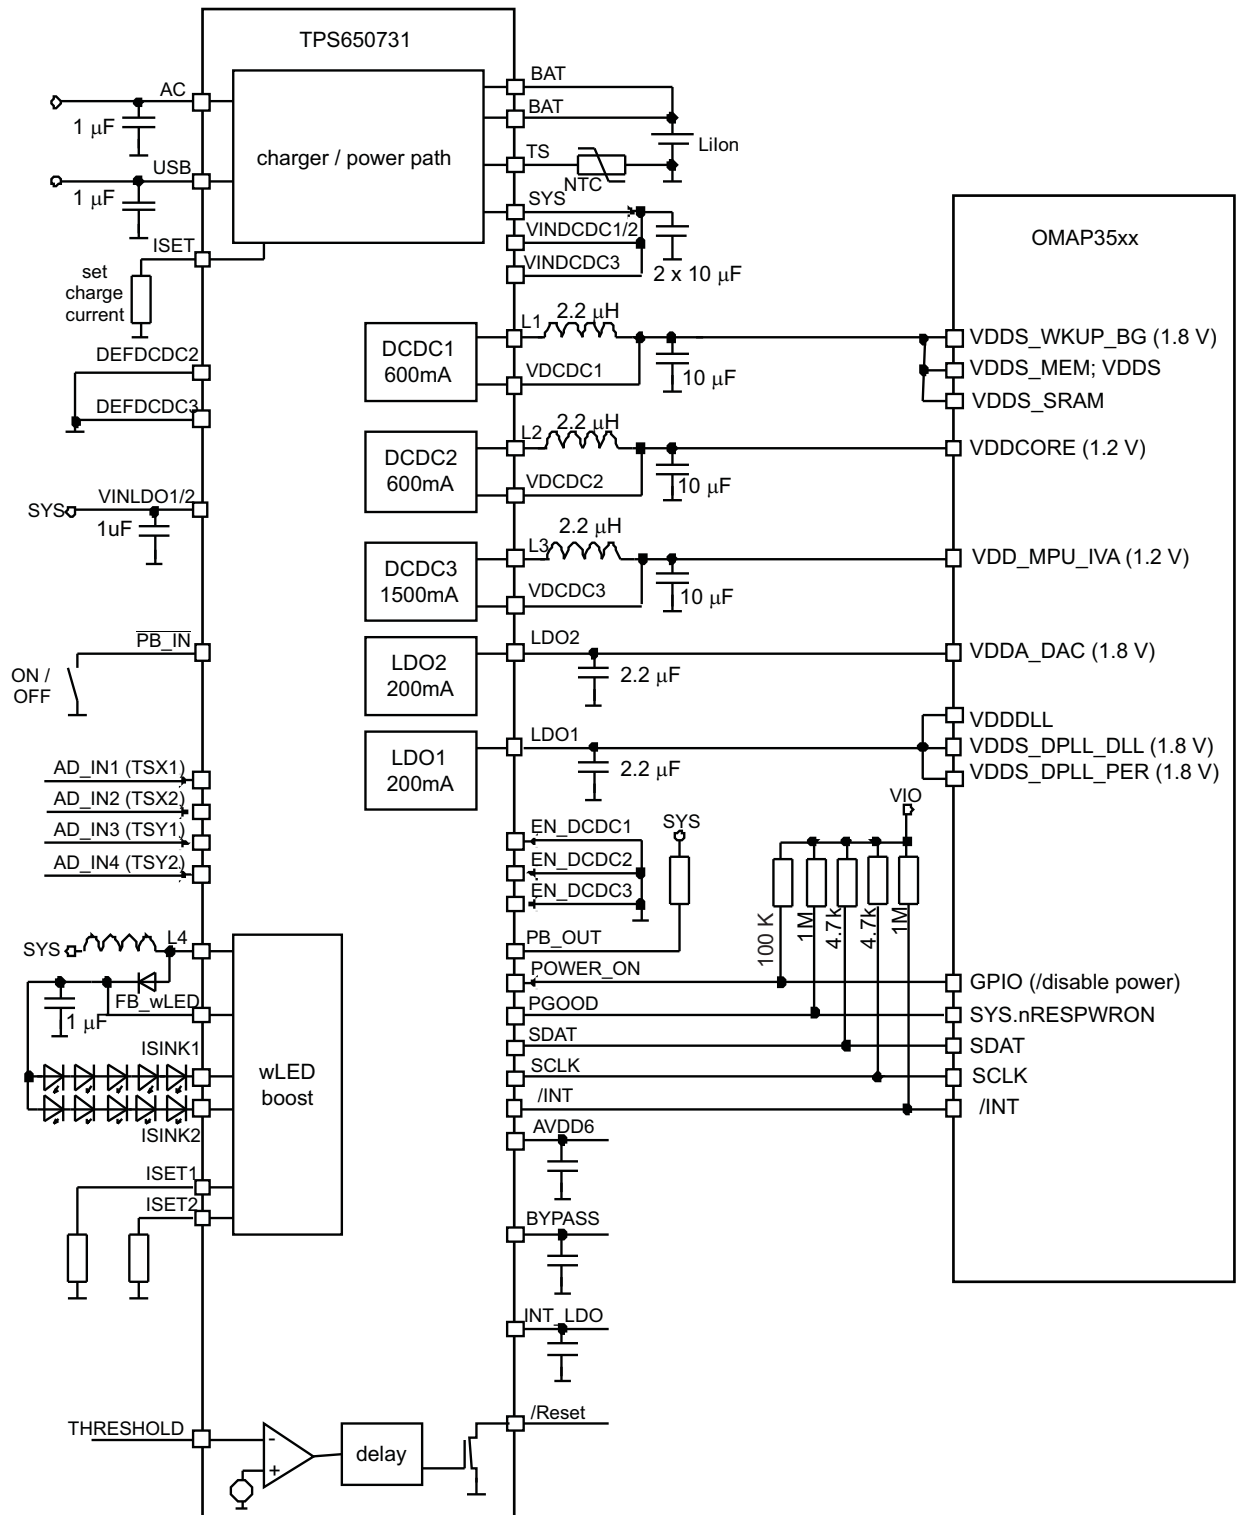 TPS650731
AC
1 μF
USB
1 μF
ISET
set
charge
current
charger / power path
BAT
BAT
LiIon
TS
NTC
SYS
VINDCDC1/2
VINDCDC3
2 x 10 μF
OMAP35xx
DEFDCDC2
DEFDCDC3
DCDC1
600mA
L1
2.2 μH
VDCDC1
10 μF
VDDS_WKUP_BG (1.8 V)
VDDS_MEM; VDDS
VDDS_SRAM
DCDC2
600mA
L2
2.2 μH
VDCDC2
10 μF
VDDCORE (1.2 V)
SYS
VINLDO1/2
1uF
DCDC3
1500mA
L3
2.2 μH
VDCDC3
10 μF
VDD_MPU_IVA (1.2 V)
PB_IN
ON /
OFF
LDO2
200mA
LDO2
2.2 μF
VDDA_DAC (1.8 V)
LDO1
200mA
LDO1
2.2 μF
VDDDLL
VDDS_DPLL_DLL (1.8 V)
VDDS_DPLL_PER (1.8 V)
AD_IN1 (TSX1)
AD_IN2 (TSX2)
AD_IN3 (TSY1)
AD_IN4 (TSY2)
EN_DCDC1
EN_DCDC2
EN_DCDC3
SYS
VIO
100 K
1M
4.7k
4.7k
1M
PB_OUT
POWER_ON
PGOOD
SDAT
SCLK
/INT
GPIO (/disable power)
SYS.nRESPWRON
SDAT
SCLK
/INT
SYS
L4
FB_wLED
1 μF
ISINK1
ISINK2
wLED
boost
ISET1
ISET2
AVDD6
BYPASS
INT_LDO
THRESHOLD
-
+
delay
/Reset